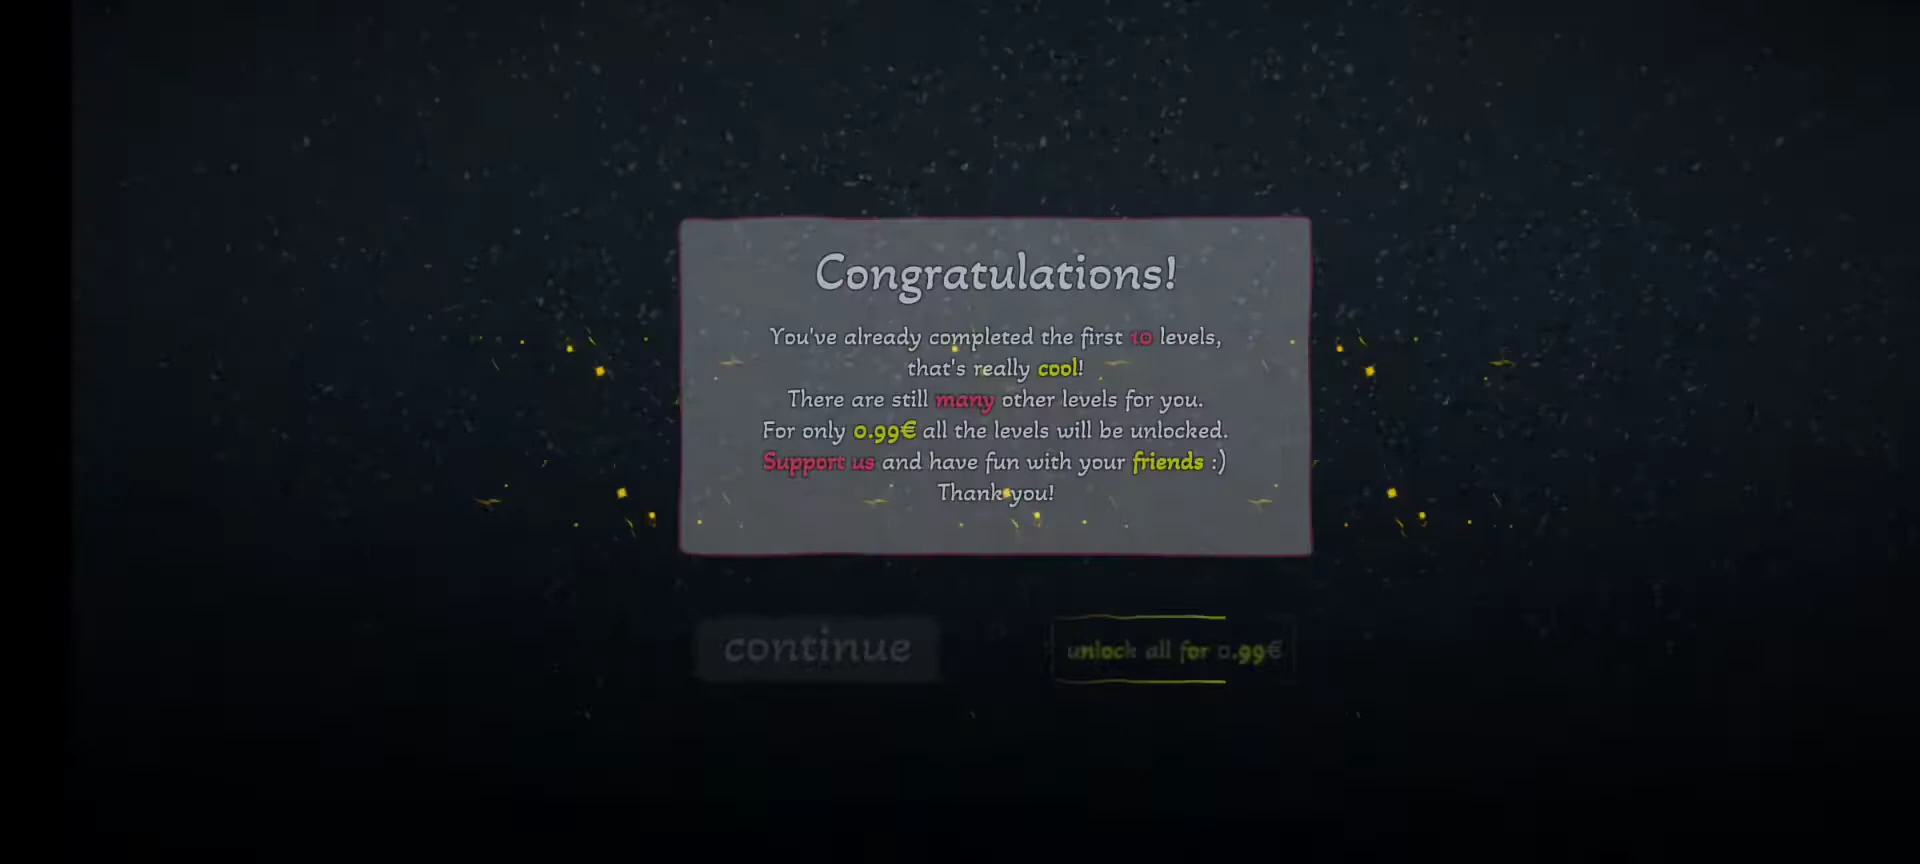 Congratulations!
You've already completed the first 10 levels,
that's really cool!
There are still many other levels for you.
For only 0.99€ all the levels will be unlocked.
Support us and have fun with your friends :)
Thank you!
continue
unlock all for 0.99€